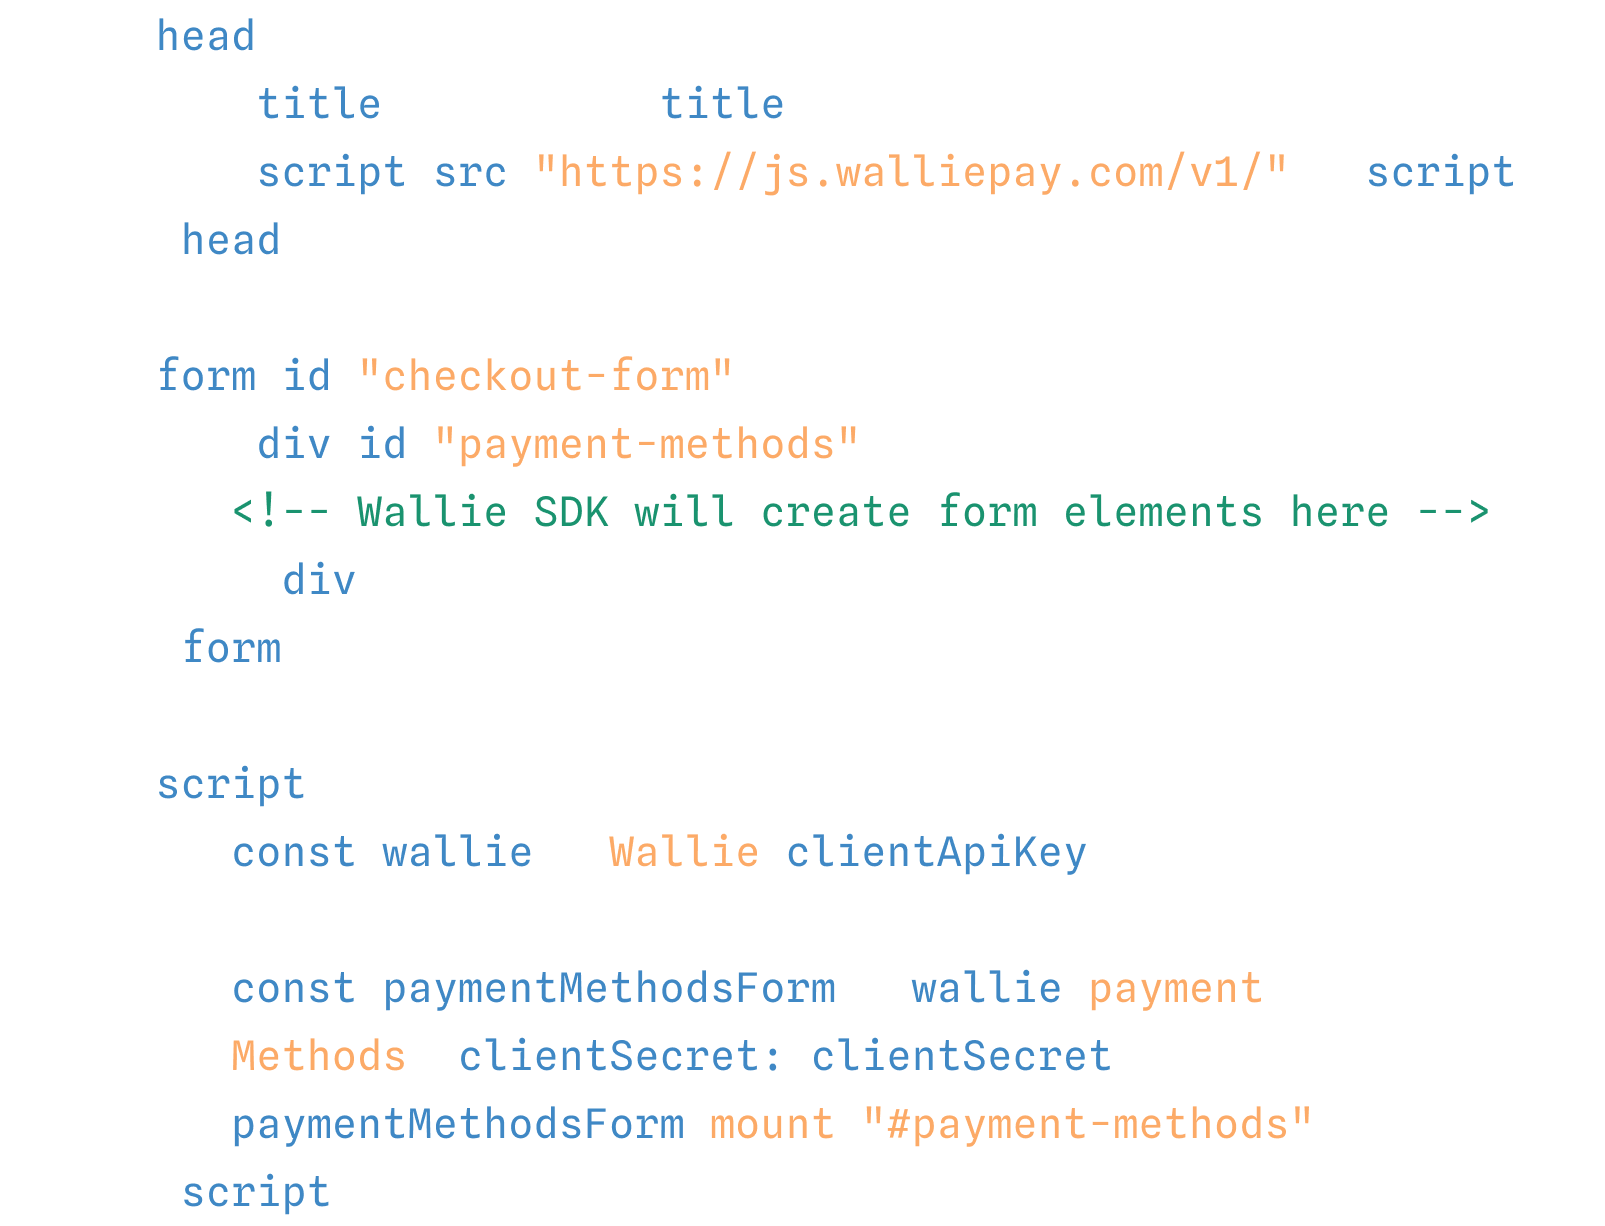 head
title title
script src "https://js.walliepay.com/v1/" script
head
form id "checkout-form"
div id "payment-methods"
<!-- Wallie SDK will create form elements here -->
div
form
script
const wallie Wallie clientApiKey
const paymentMethodsForm wallie payment
Methods clientSecret: clientSecret
paymentMethodsForm mount "#payment-methods"
script